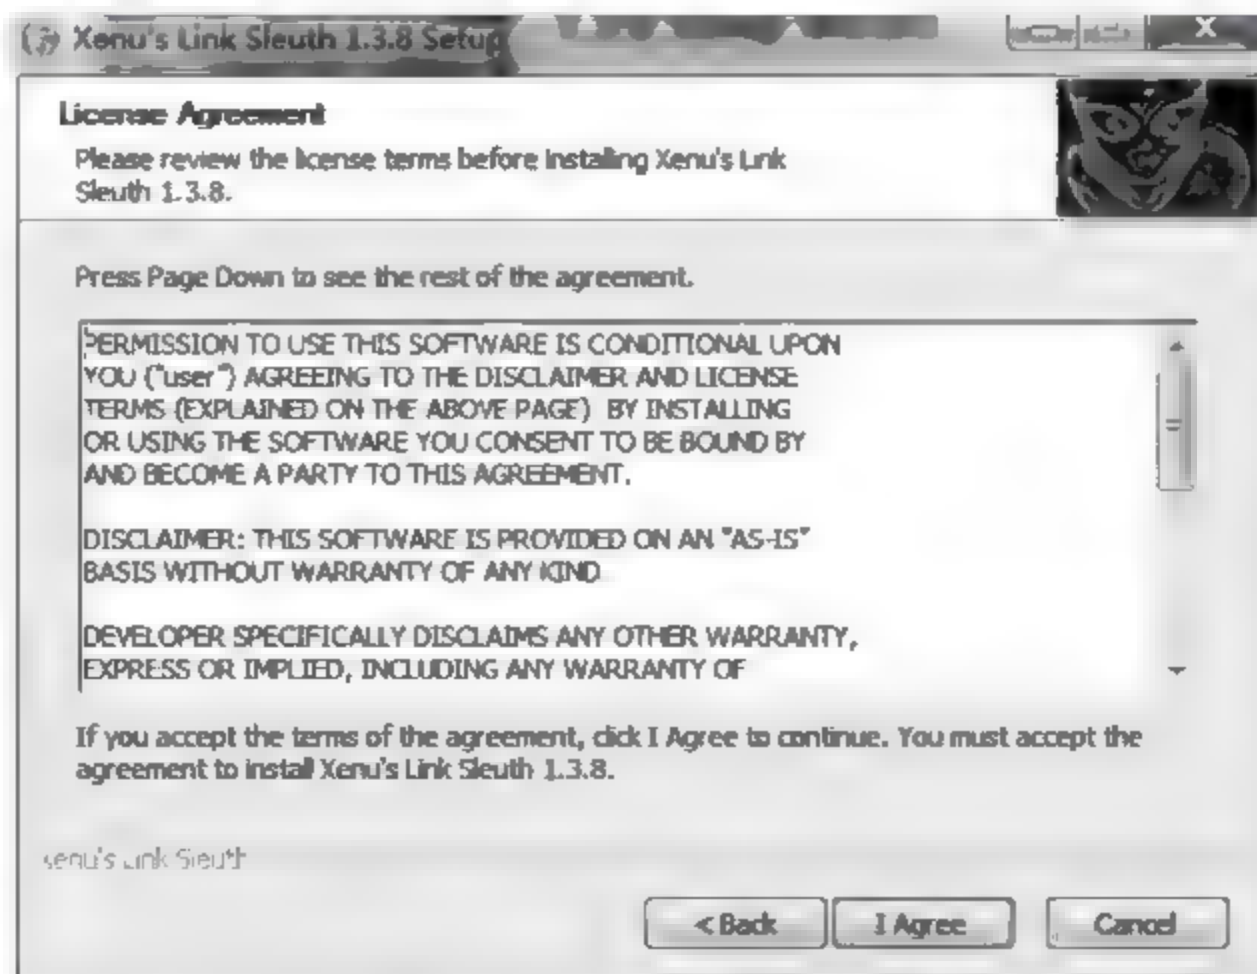 Xenu's Link Sleuth 1.3.8 Setup
X
License Agreement
Please review the license terms before installing Xenu's Link
Sleuth 1.3.8.
Press Page Down to see the rest of the agreement.
PERMISSION TO USE THIS SOFTWARE IS CONDITIONAL UPON
YOU ("user") AGREEING TO THE DISCLAIMER AND LICENSE
TERMS (EXPLAINED ON THE ABOVE PAGE)  BY INSTALLING
OR USING THE SOFTWARE YOU CONSENT TO BE BOUND BY
AND BECOME A PARTY TO THIS AGREEMENT.
DISCLAIMER: THIS SOFTWARE IS PROVIDED ON AN "AS-IS"
BASIS WITHOUT WARRANTY OF ANY KIND
DEVELOPER SPECIFICALLY DISCLAIMS ANY OTHER WARRANTY,
EXPRESS OR IMPLIED, INCLUDING ANY WARRANTY OF
If you accept the terms of the agreement, click I Agree to continue. You must accept the
agreement to install Xenu's Link Sleuth 1.3.8.
Xenu's Link Sleuth
< Back
I Agree
Cancel